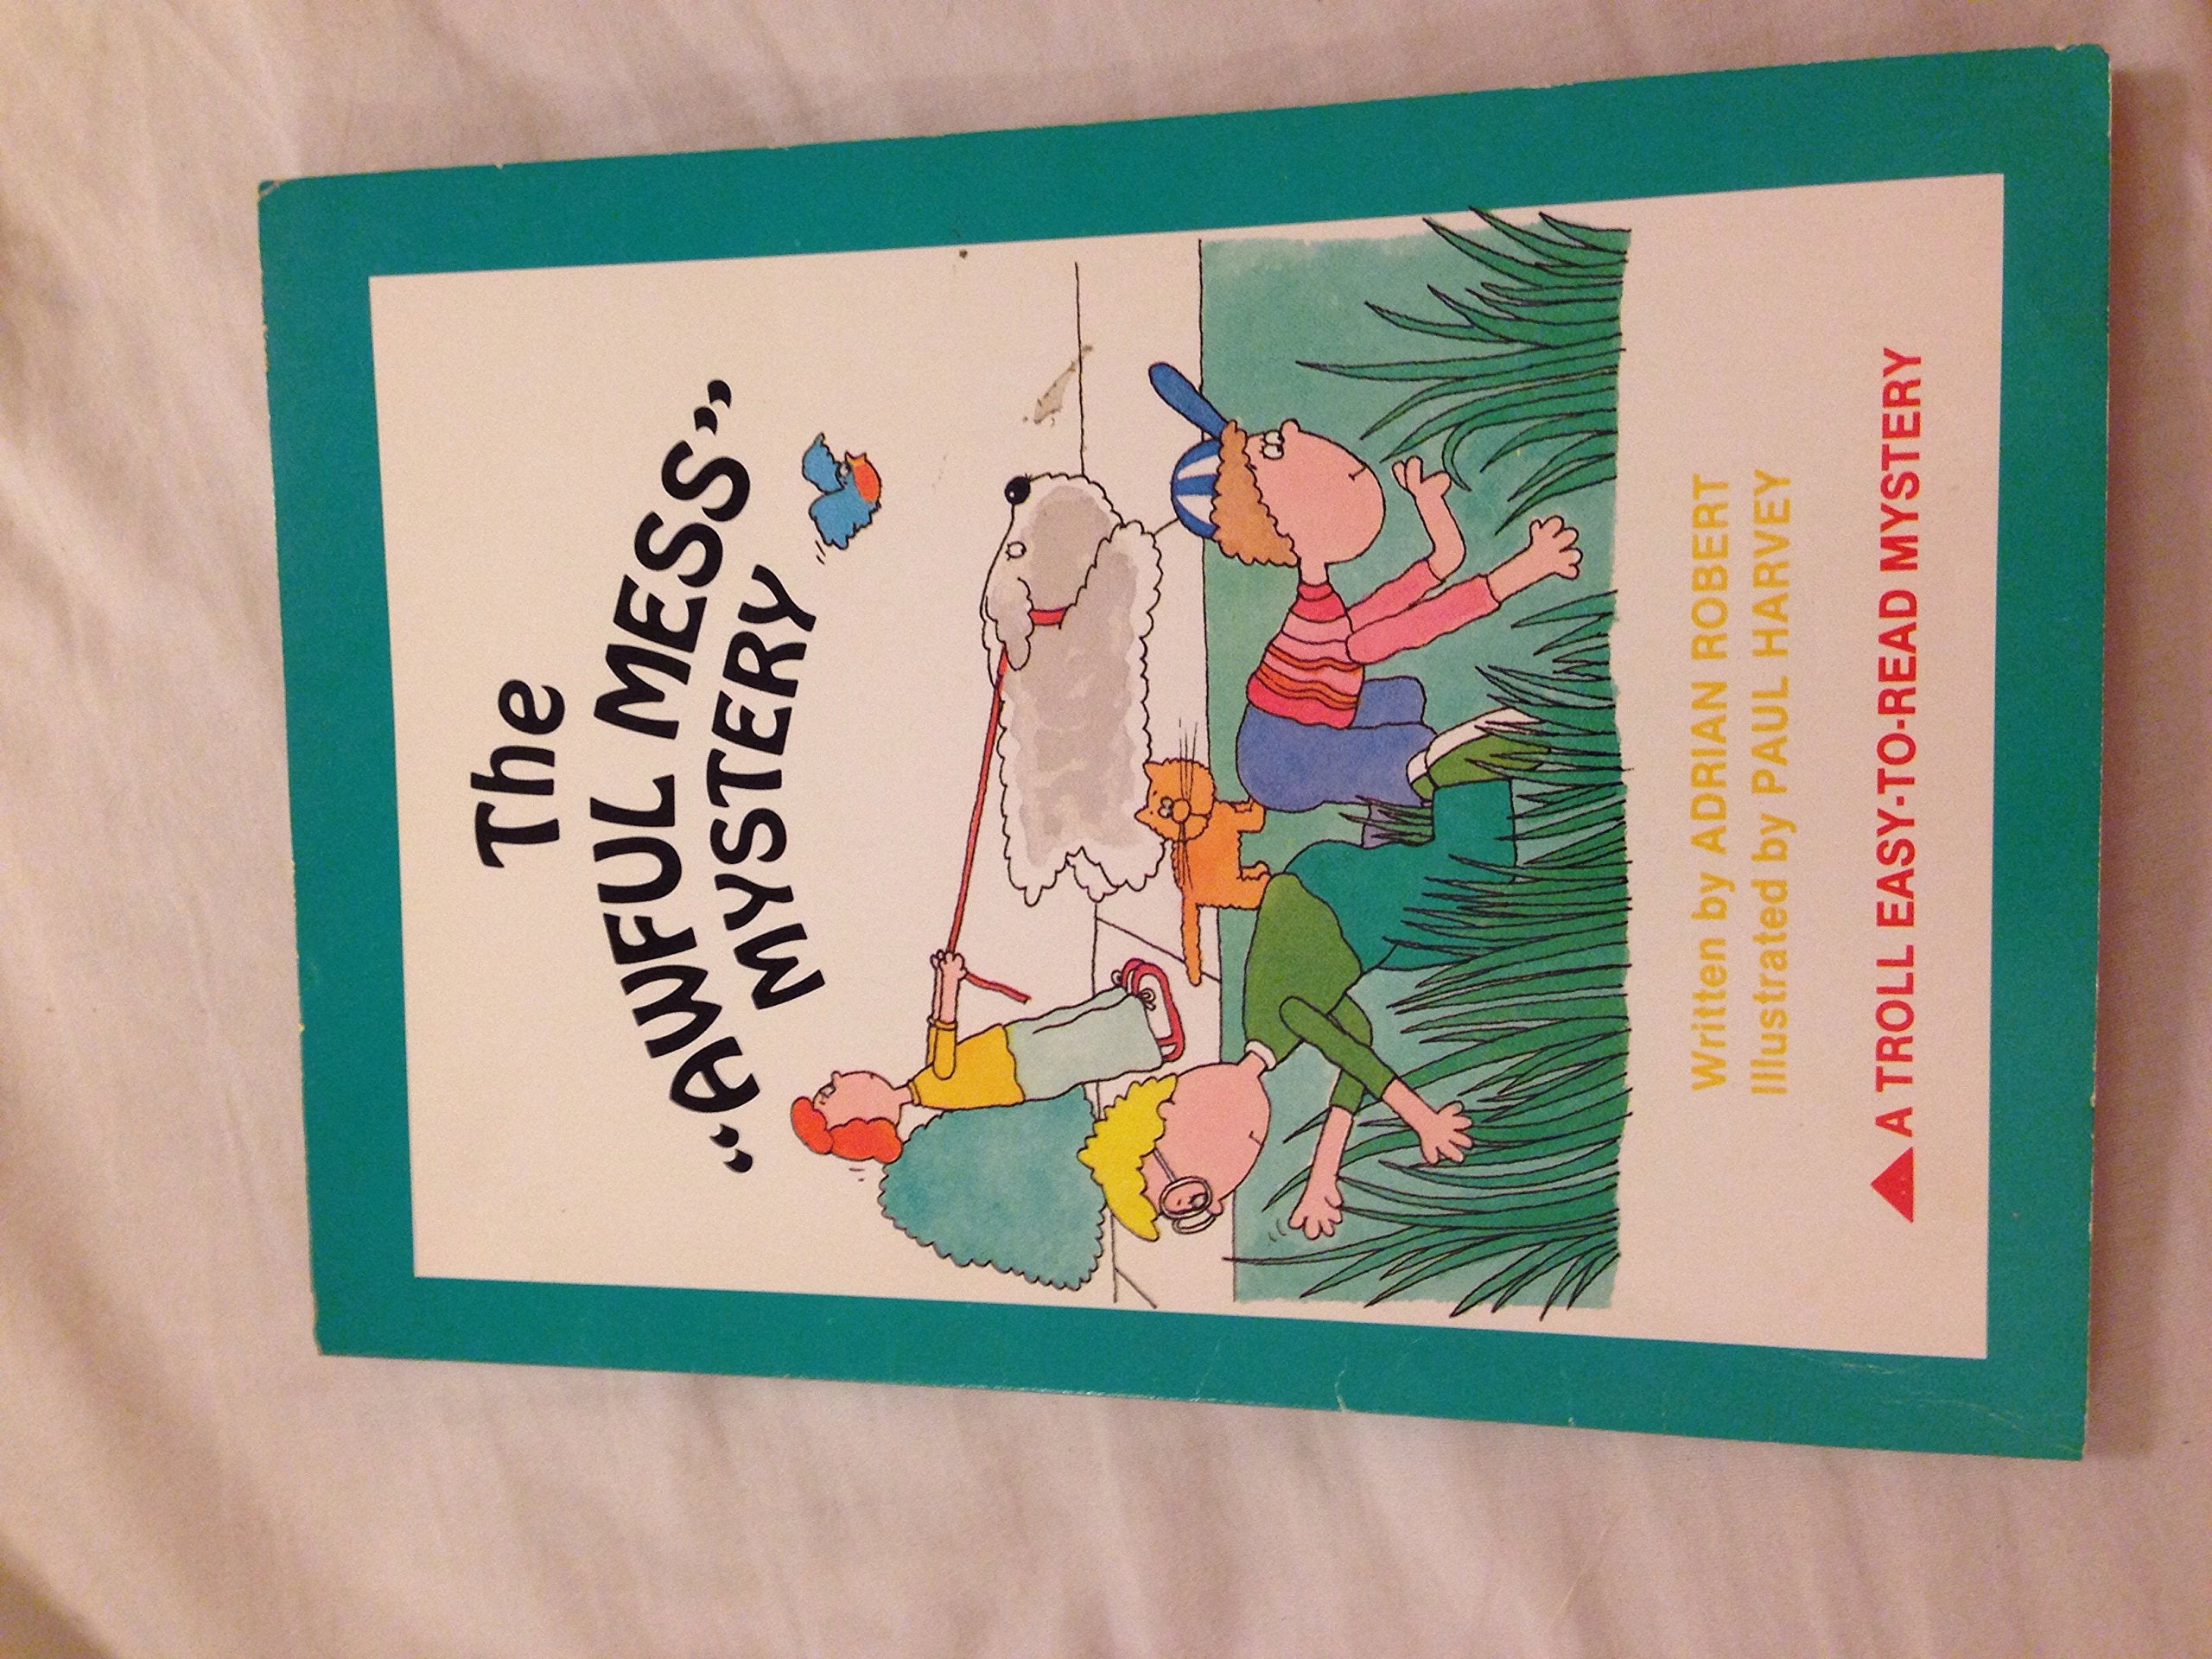 The
“AWFUL MESS”
MYSTERY
Written by ADRIAN ROBERT
Illustrated by PAUL HARVEY
A TROLL EASY-TO-READ MYSTERY